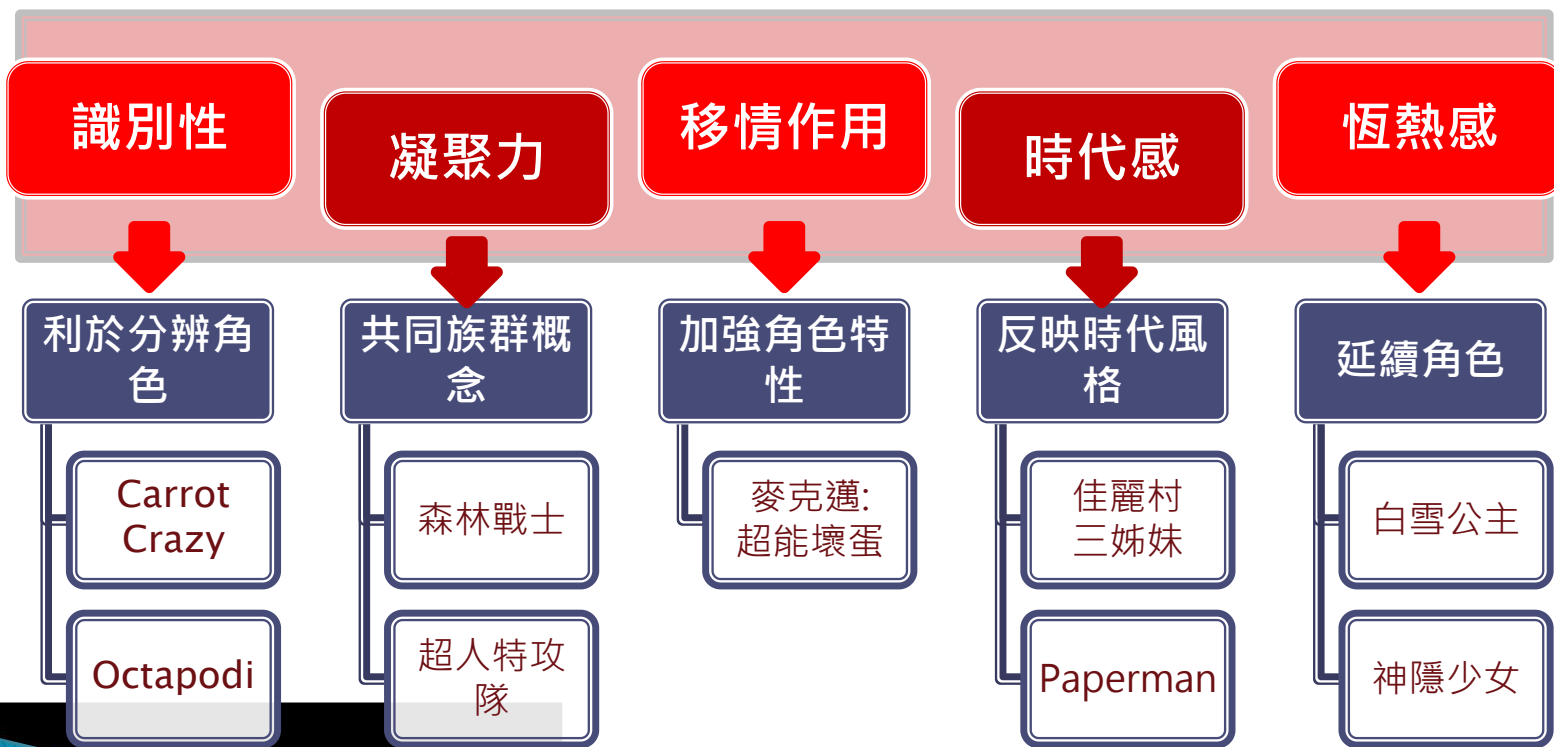 識別性
凝聚力
移情作用
時代感
恆熱感
利於分辨角
色
共同族群概
念
加強角色特
性
反映時代風
格
延續角色
Carrot
Crazy
森林戰士
麥克邁:
超能壞蛋
佳麗村
三姊妹
白雪公主
Octapodi
超人特攻
隊
Paperman
神隱少女